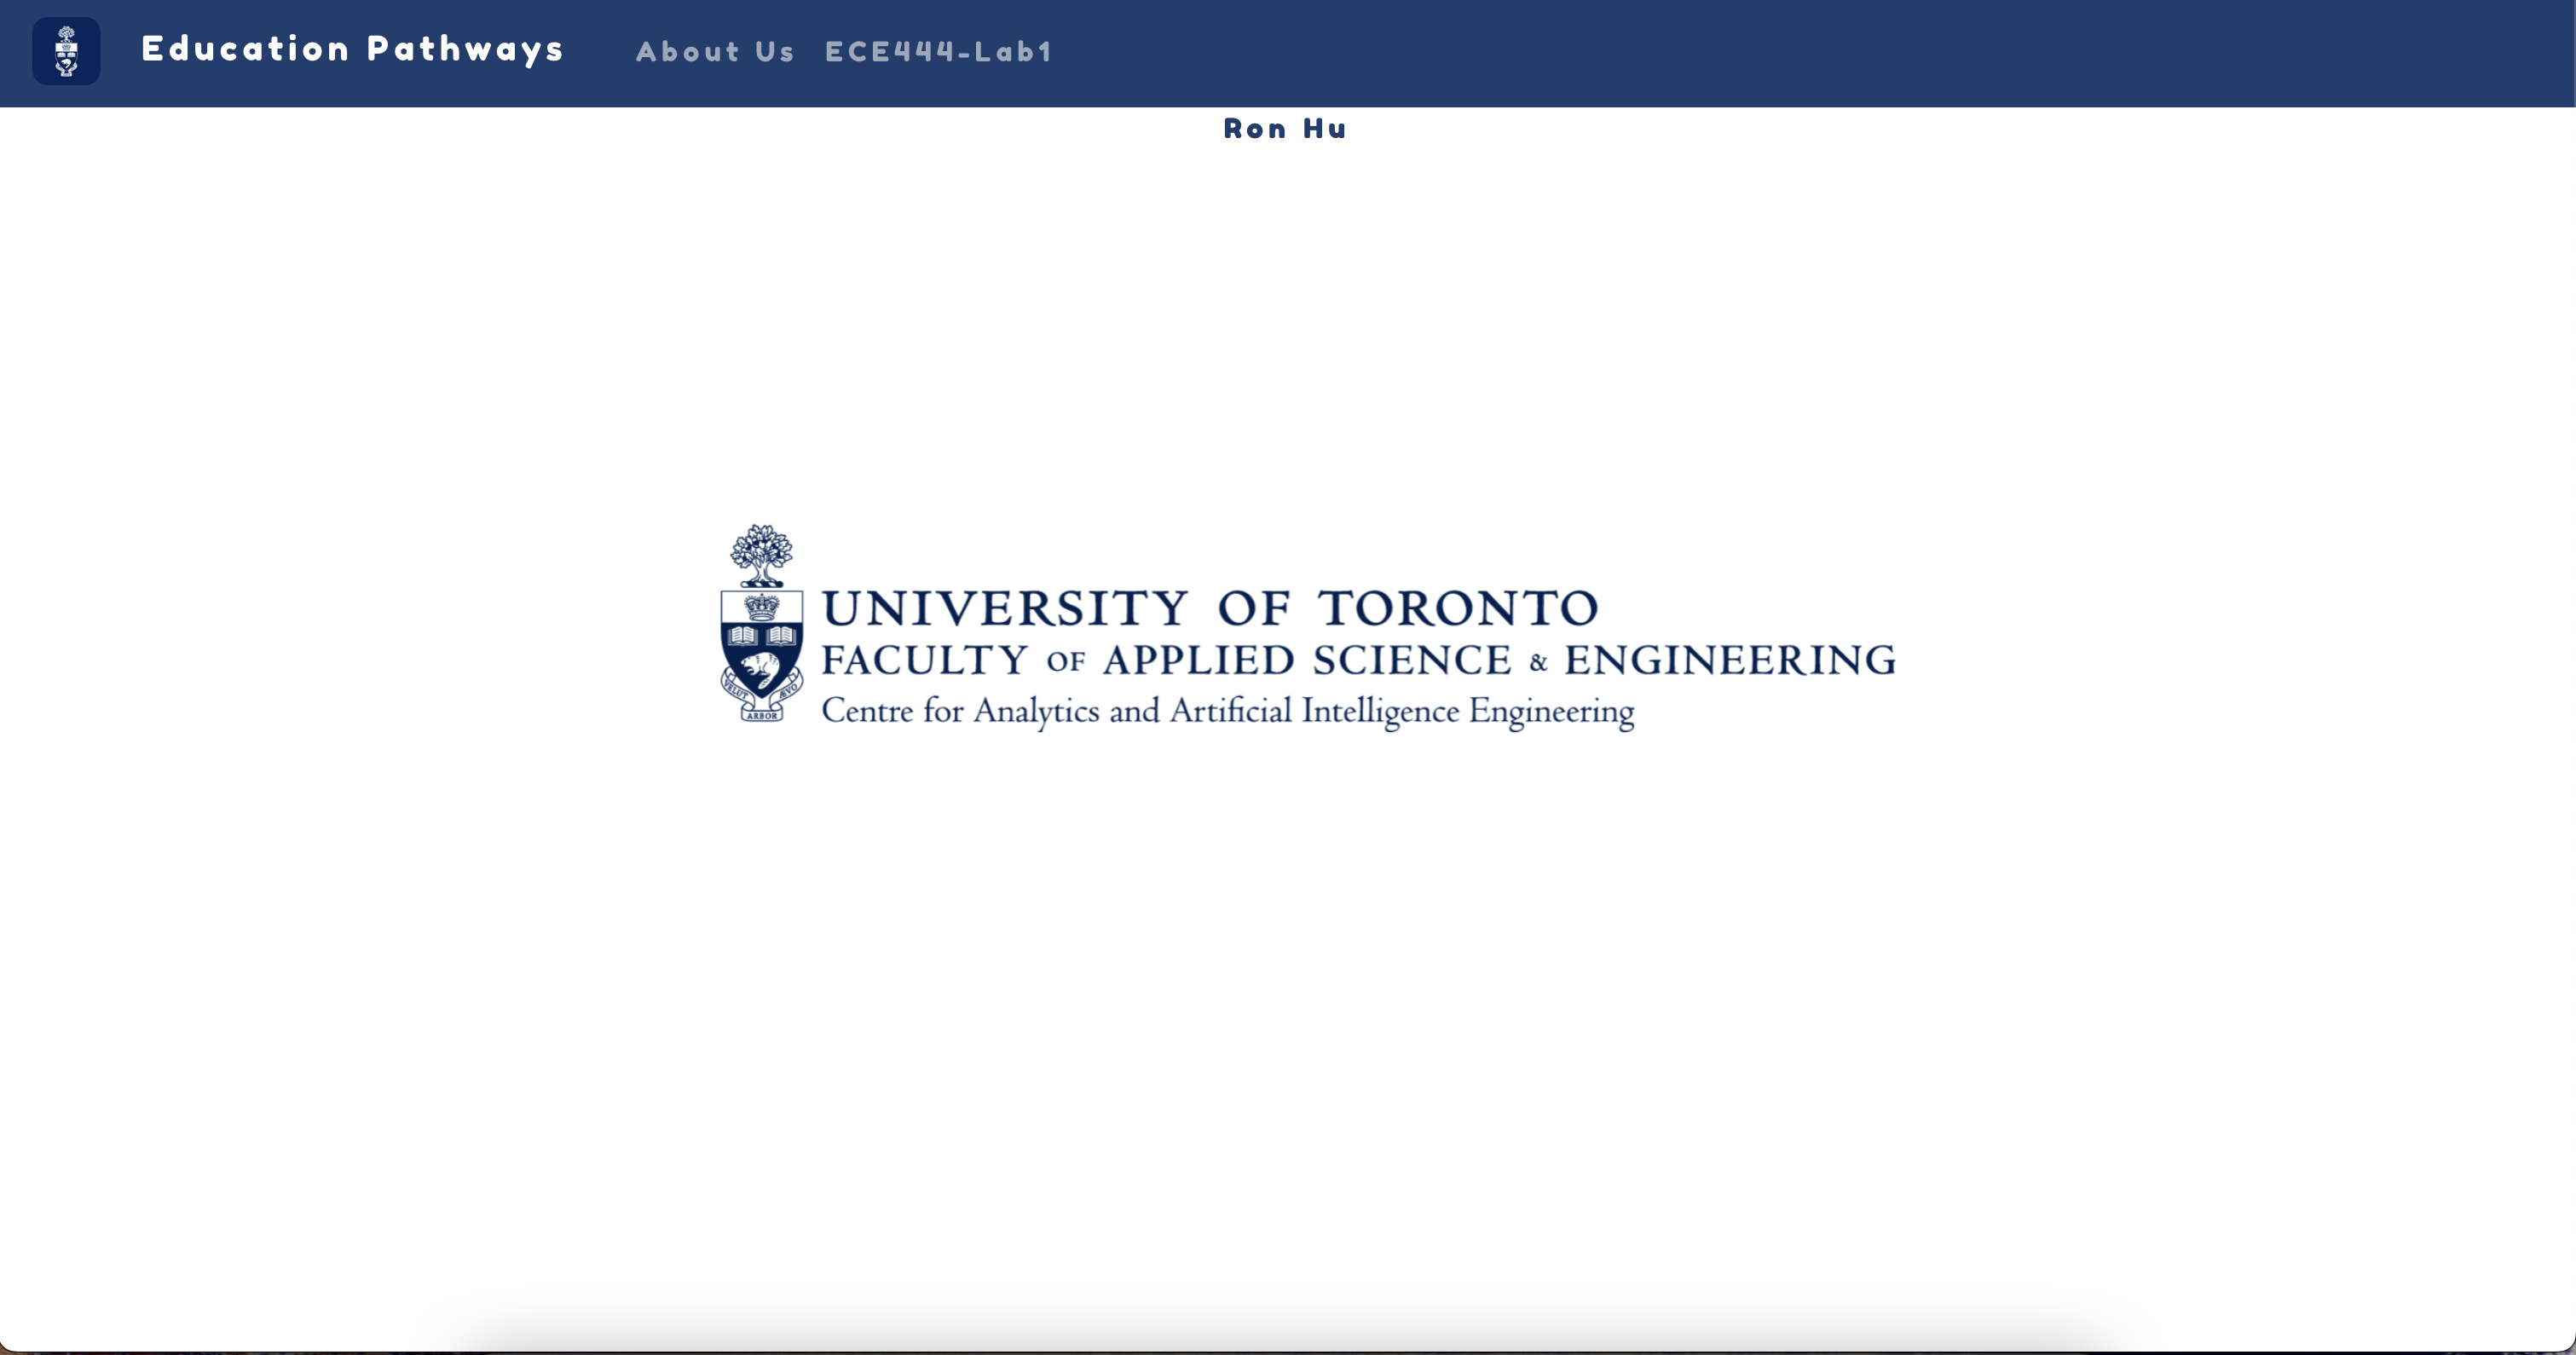 Education Pathways About Us ECE444-Lab1
Ron Hu
UNIVERSITY OF TORONTO
FACULTY OF APPLIED SCIENCE & ENGINEERING
Centre for Analytics and Artificial Intelligence Engineering
VELUT ARBOR ÆVO